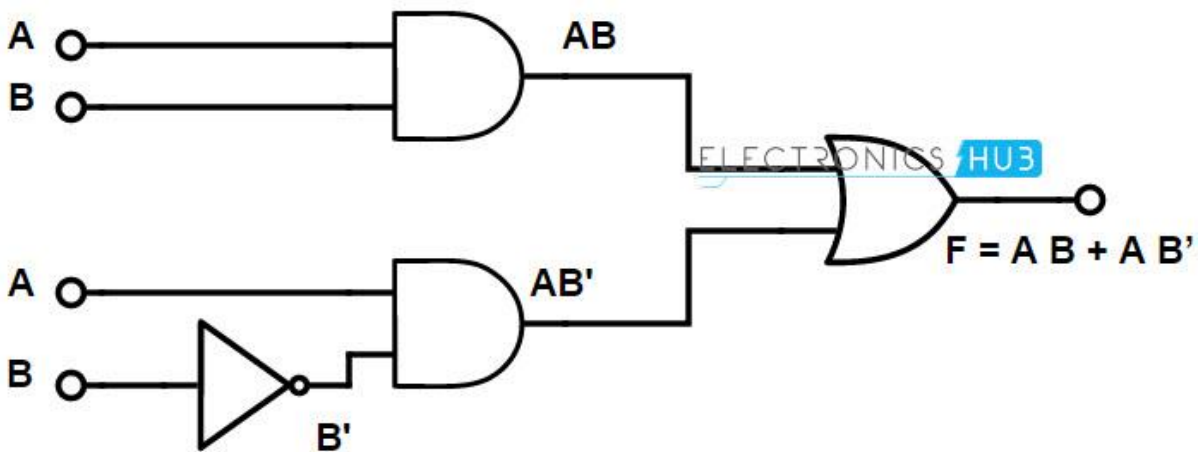 A
B
AB
ELECTRONICS HUB
F = A B + A B’
A
AB'
B
B'